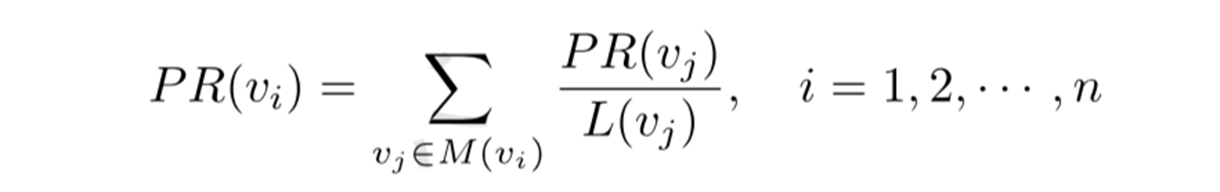 $$PR(v_i) = \sum_{v_j \in M(v_i)} \frac{PR(v_j)}{L(v_j)}, \quad i = 1, 2, \cdots, n$$